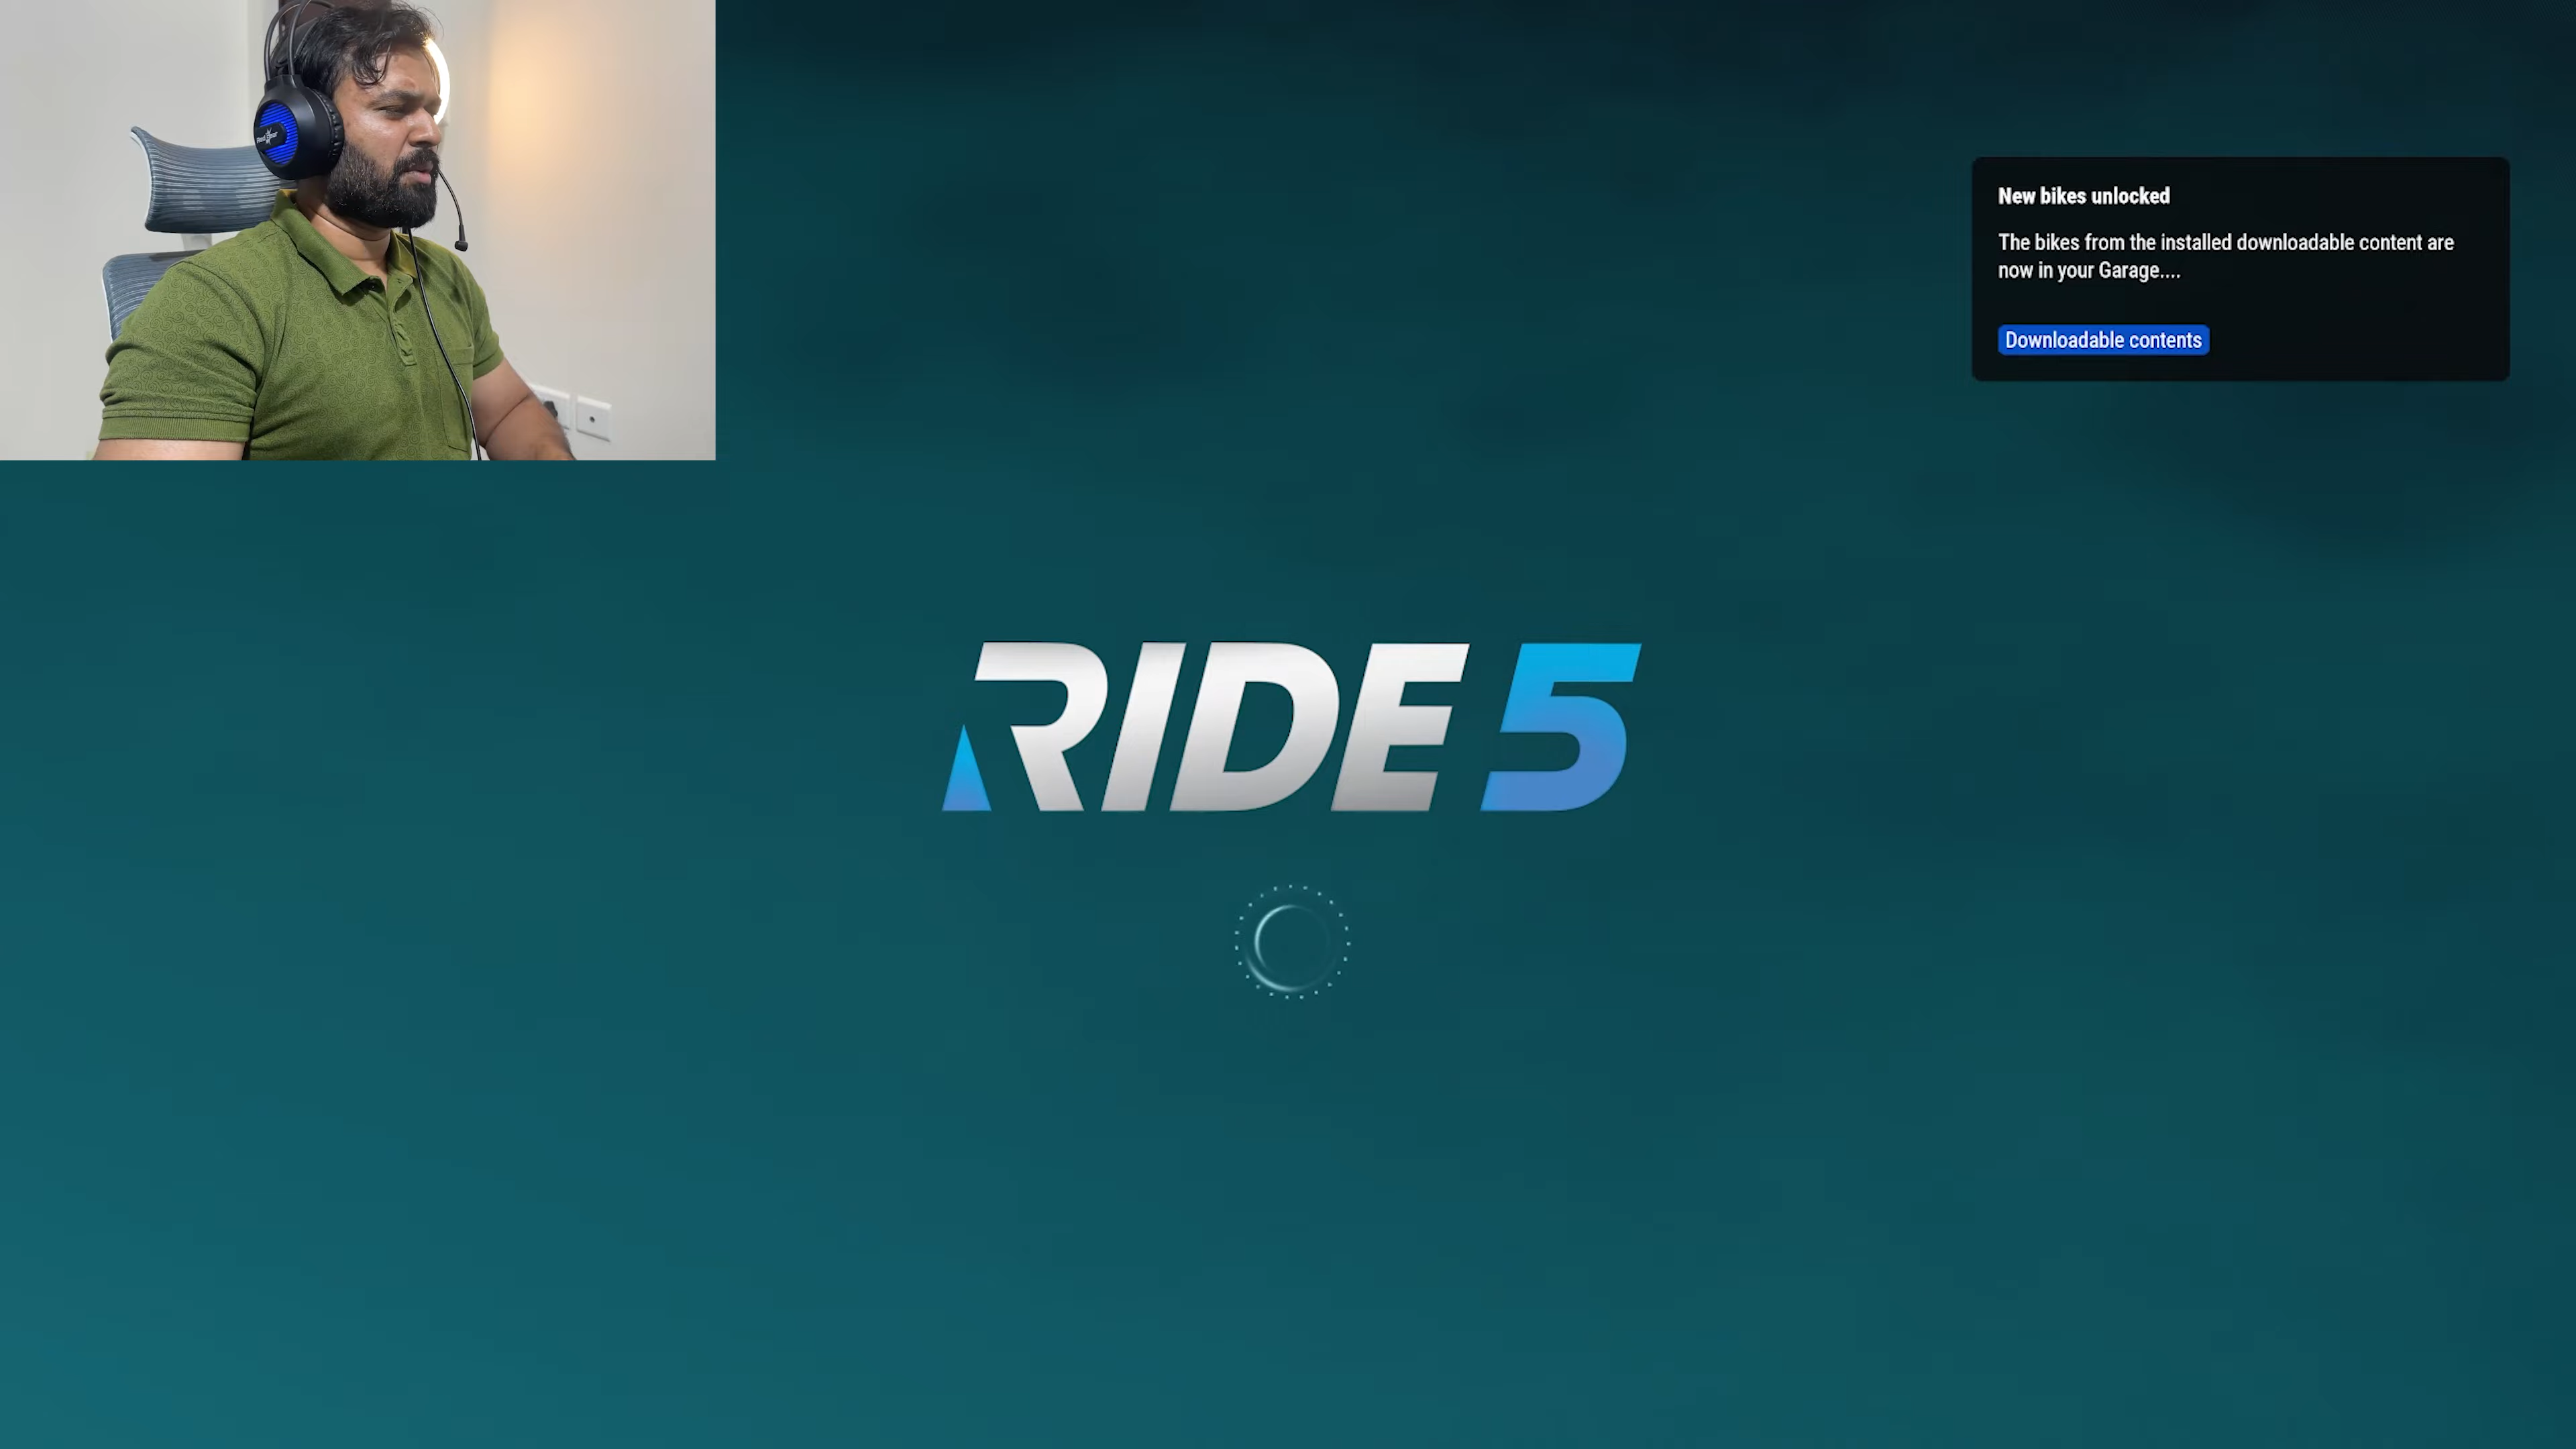 New bikes unlocked
The bikes from the installed downloadable content are
now in your Garage....
Downloadable contents
RIDE 5